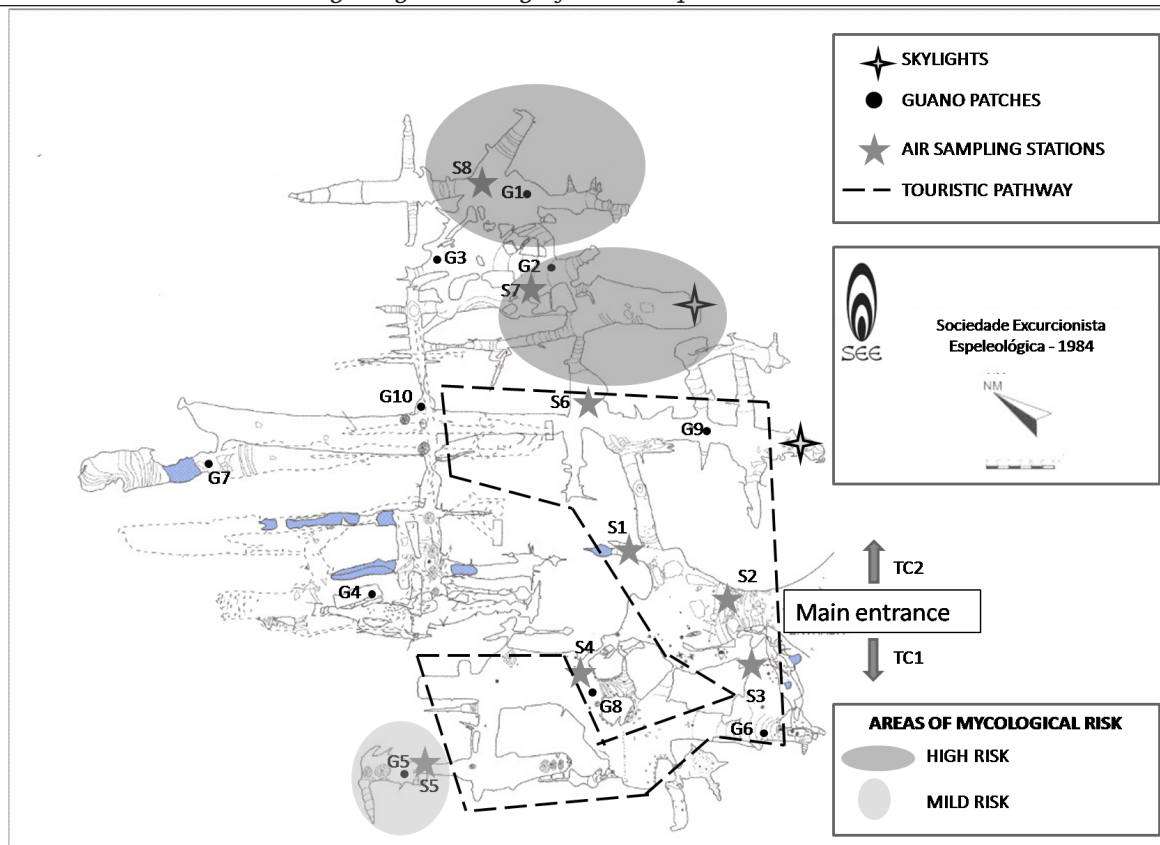 SKYLIGHTS
GUANO PATCHES
AIR SAMPLING STATIONS
TOURISTIC PATHWAY
SEE
Sociedade Excurcionista
Espeleológica - 1984
NM
S8
G1
G3
G2
S7
G10
S6
G9
G7
S1
S2
TC2
Main entrance
TC1
G4
S4
S3
G8
G6
G5
S5
AREAS OF MYCOLOGICAL RISK
HIGH RISK
MILD RISK